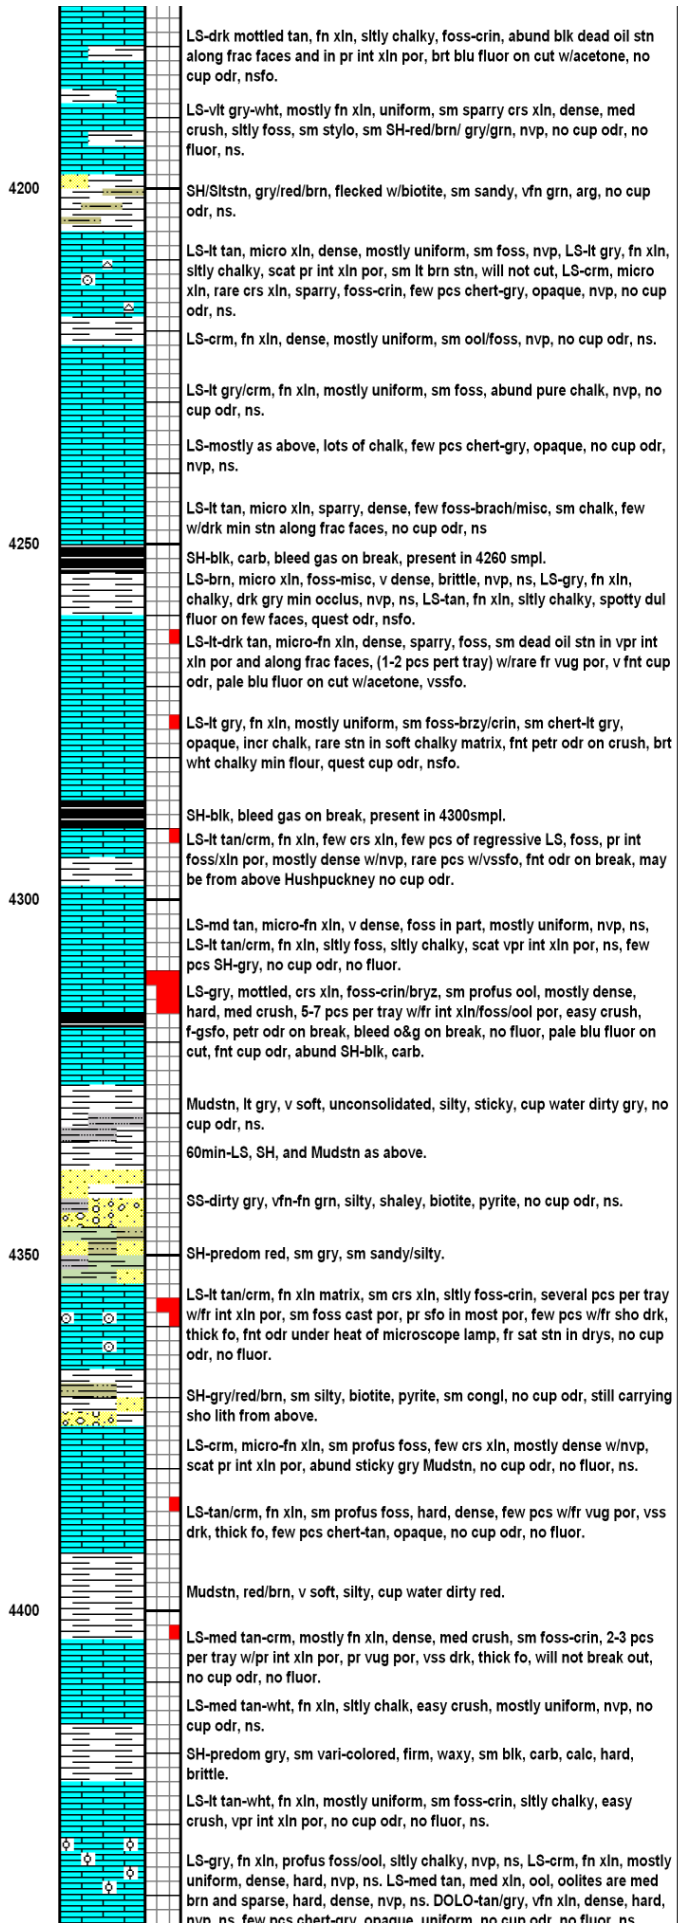 LS-drk mottled tan, fn xln, sltly chalky, foss-crin, abund blk dead oil stn
along frac faces and in pr int xln por, brt blu fluor on cut w/acetone, no
cup odr, nsfo.
LS-vlt gry-wht, mostly fn xln, uniform, sm sparry crs xln, dense, med
crush, sltly foss, sm stylo, sm SH-red/brn/ gry/grn, nvp, no cup odr, no
fluor, ns.
4200
SH/Sltstn, gry/red/brn, flecked w/biotite, sm sandy, vfn grn, arg, no cup
odr, ns.
LS-lt tan, micro xln, dense, mostly uniform, sm foss, nvp, LS-lt gry, fn xln,
sltly chalky, scat pr int xln por, sm lt brn stn, will not cut, LS-crm, micro
xln, rare crs xln, sparry, foss-crin, few pcs chert-gry, opaque, nvp, no cup
odr, ns.
LS-crm, fn xln, dense, mostly uniform, sm ool/foss, nvp, no cup odr, ns.
LS-lt gry/crm, fn xln, mostly uniform, sm foss, abund pure chalk, nvp, no
cup odr, ns.
LS-mostly as above, lots of chalk, few pcs chert-gry, opaque, no cup odr,
nvp, ns.
LS-lt tan, micro xln, sparry, dense, few foss-brach/misc, sm chalk, few
w/drk min stn along frac faces, no cup odr, ns
4250
SH-blk, carb, bleed gas on break, present in 4260 smpl.
LS-brn, micro xln, foss-misc, v dense, brittle, nvp, ns, LS-gry, fn xln,
chalky, drk gry min occlus, nvp, ns, LS-tan, fn xln, sltly chalky, spotty dul
fluor on few faces, quest odr, nsfo.
LS-lt-drk tan, micro-fn xln, dense, sparry, foss, sm dead oil stn in vpr int
xln por and along frac faces, (1-2 pcs pert tray) w/rare fr vug por, v fnt cup
odr, pale blu fluor on cut w/acetone, vssfo.
LS-lt gry, fn xln, mostly uniform, sm foss-brzy/crin, sm chert-lt gry,
opaque, incr chalk, rare stn in soft chalky matrix, fnt petr odr on crush, brt
wht chalky min flour, quest cup odr, nsfo.
SH-blk, bleed gas on break, present in 4300smpl.
LS-lt tan/crm, fn xln, few crs xln, few pcs of regressive LS, foss, pr int
foss/xln por, mostly dense w/nvp, rare pcs w/vssfo, fnt odr on break, may
be from above Hushpuckney no cup odr.
4300
LS-md tan, micro-fn xln, v dense, foss in part, mostly uniform, nvp, ns,
LS-lt tan/crm, fn xln, sltly foss, sltly chalky, scat vpr int xln por, ns, few
pcs SH-gry, no cup odr, no fluor.
LS-gry, mottled, crs xln, foss-crin/bryz, sm profus ool, mostly dense,
hard, med crush, 5-7 pcs per tray w/fr int xln/foss/ool por, easy crush,
f-gsfo, petr odr on break, bleed o&g on break, no fluor, pale blu fluor on
cut, fnt cup odr, abund SH-blk, carb.
Mudstn, lt gry, v soft, unconsolidated, silty, sticky, cup water dirty gry, no
cup odr, ns.
60min-LS, SH, and Mudstn as above.
SS-dirty gry, vfn-fn grn, silty, shaley, biotite, pyrite, no cup odr, ns.
4350
SH-predom red, sm gry, sm sandy/silty.
LS-lt tan/crm, fn xln matrix, sm crs xln, sltly foss-crin, several pcs per tray
w/fr int xln por, sm foss cast por, pr sfo in most por, few pcs w/fr sho drk,
thick fo, fnt odr under heat of microscope lamp, fr sat stn in drys, no cup
odr, no fluor.
SH-gry/red/brn, sm silty, biotite, pyrite, sm congl, no cup odr, still carrying
sho lith from above.
LS-crm, micro-fn xln, sm profus foss, few crs xln, mostly dense w/nvp,
scat pr int xln por, abund sticky gry Mudstn, no cup odr, no fluor, ns.
LS-tan/crm, fn xln, sm profus foss, hard, dense, few pcs w/fr vug por, vss
drk, thick fo, few pcs chert-tan, opaque, no cup odr, no fluor.
Mudstn, red/brn, v soft, silty, cup water dirty red.
4400
LS-med tan-crm, mostly fn xln, dense, med crush, sm foss-crin, 2-3 pcs
per tray w/pr int xln por, pr vug por, vss drk, thick fo, will not break out,
no cup odr, no fluor.
LS-med tan-wht, fn xln, sltly chalk, easy crush, mostly uniform, nvp, no
cup odr, ns.
SH-predom gry, sm vari-colored, firm, waxy, sm blk, carb, calc, hard,
brittle.
LS-lt tan-wht, fn xln, mostly uniform, sm foss-crin, sltly chalky, easy
crush, vpr int xln por, no cup odr, no fluor, ns.
LS-gry, fn xln, profus foss/ool, sltly chalky, nvp, ns, LS-crm, fn xln, mostly
uniform, dense, hard, nvp, ns. LS-med tan, med xln, ool, oolites are med
brn and sparse, hard, dense, nvp, ns. DOLO-tan/gry, vfn xln, dense, hard,
nvp, ns, few pcs chert-gry, opaque, uniform, no cup odr, no fluor, ns.